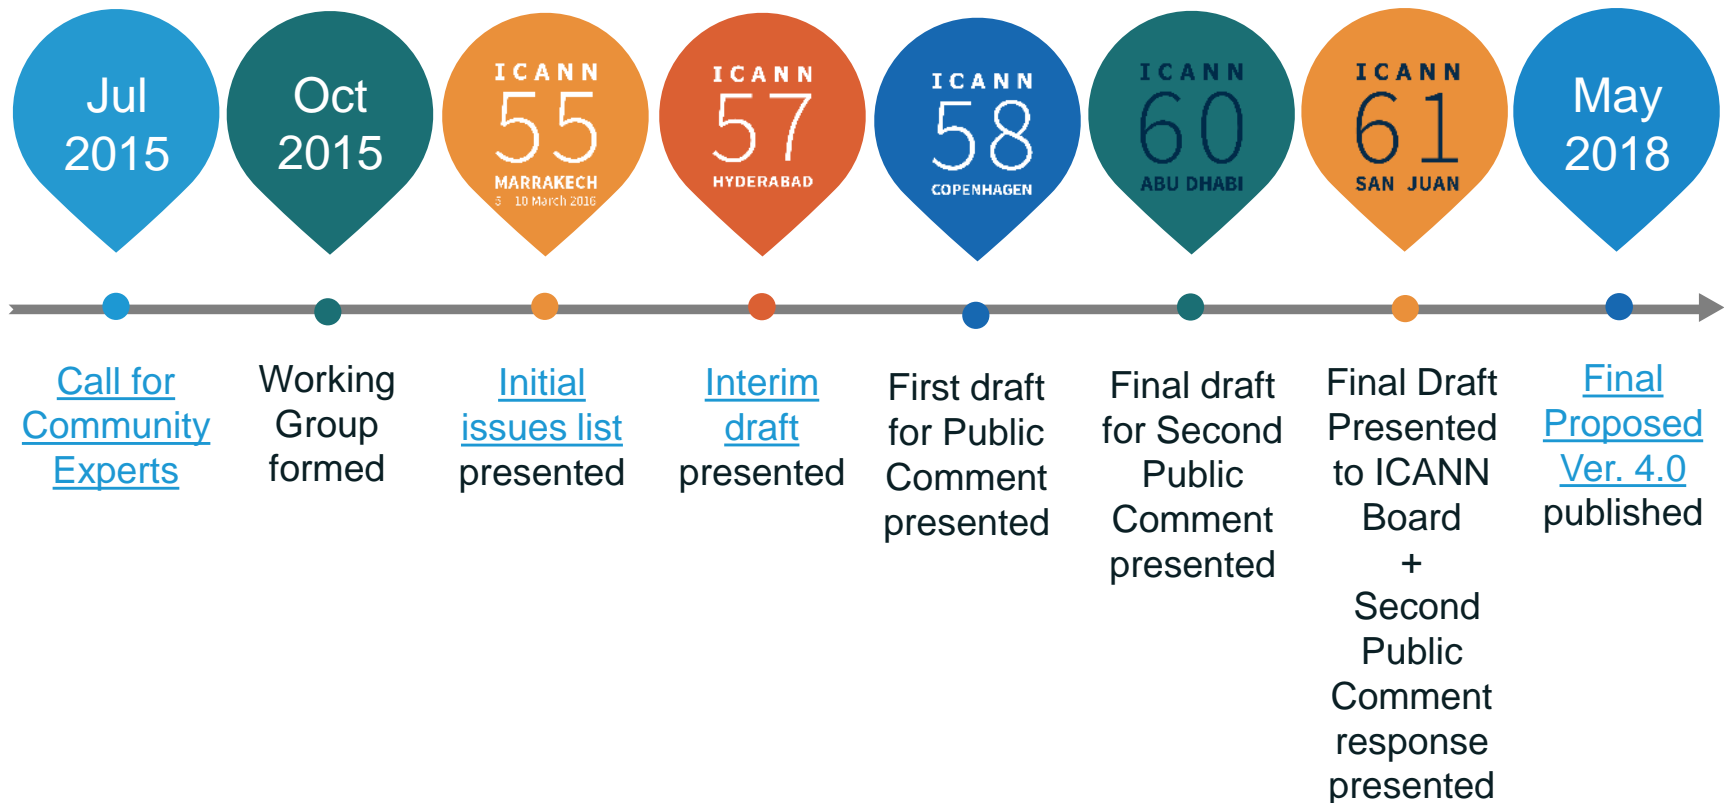 Jul
2015
Oct
2015
ICANN
55
MARRAKECH
5 10 March 2016
ICANN
57
HYDERABAD
ICANN
58
COPENHAGEN
ICANN
60
ABU DHABI
ICANN
61
SAN JUAN
May
2018
Call for
Community
Experts
Working
Group
formed
Initial
issues list
presented
Interim
draft
presented
First draft
for Public
Comment
presented
Final draft
for Second
Public
Comment
presented
Final Draft
Presented
to ICANN
Board
+
Second
Public
Comment
response
presented
Final
Proposed
Ver. 4.0
published